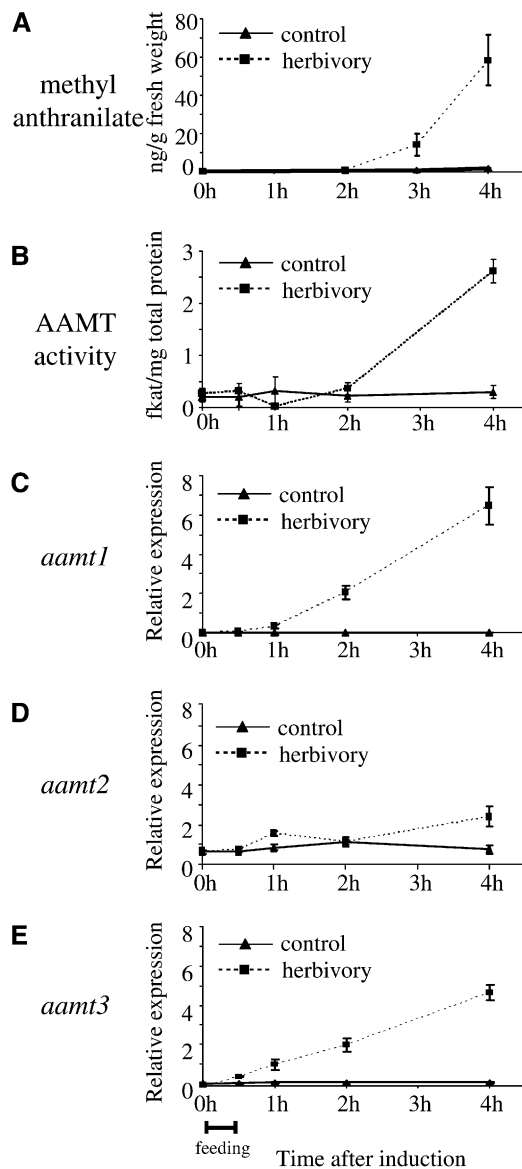 A
methyl
anthranilate
ng/g fresh weight
80
60
40
20
0
control
herbivory
0h 1h 2h 3h 4h
B
AAMT
activity
fkat/mg total protein
3
2
1
0
control
herbivory
0h 1h 2h 3h 4h
C
aamt1
Relative expression
8
6
4
2
0
control
herbivory
0h 1h 2h 3h 4h
D
aamt2
Relative expression
8
6
4
2
0
control
herbivory
0h 1h 2h 3h 4h
E
aamt3
Relative expression
8
6
4
2
0
control
herbivory
0h 1h 2h 3h 4h
feeding
Time after induction